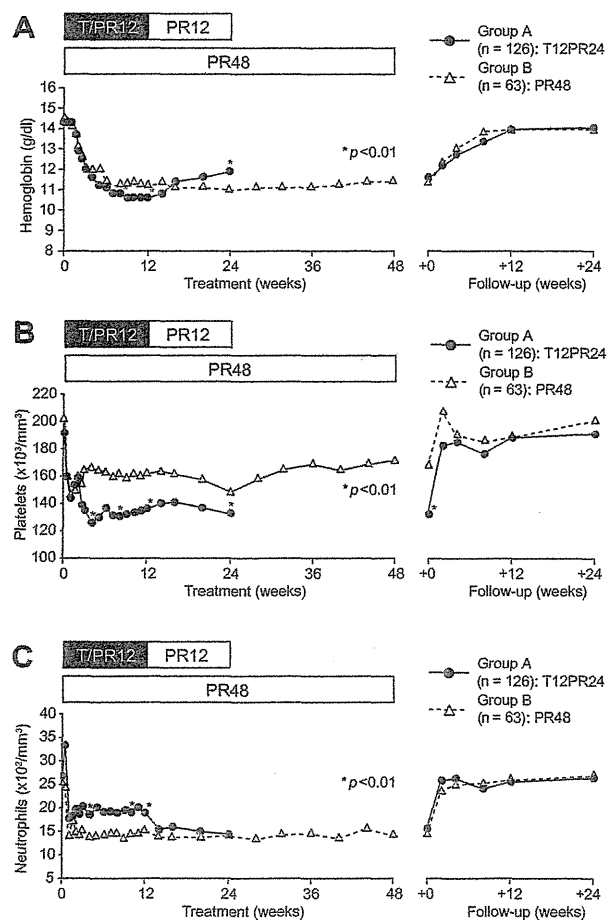 A
T/PR12 PR12
PR48
Group A
(n = 126): T12PR24
Group B
(n = 63): PR48
Hemoglobin (g/dl)
16
15
14
13
12
11
10
9
8
*p<0.01
*
*
*
0 12 24 36 48
Treatment (weeks)
+0 +12 +24
Follow-up (weeks)
B
T/PR12 PR12
PR48
Group A
(n = 126): T12PR24
Group B
(n = 63): PR48
Platelets (x10³/mm³)
220
200
180
160
140
120
100
*p<0.01
*
*
*
*
*
0 12 24 36 48
Treatment (weeks)
+0 +12 +24
Follow-up (weeks)
C
T/PR12 PR12
PR48
Group A
(n = 126): T12PR24
Group B
(n = 63): PR48
Neutrophils (x10²/mm³)
40
35
30
25
20
15
10
5
*p<0.01
*
*
*
0 12 24 36 48
Treatment (weeks)
+0 +12 +24
Follow-up (weeks)